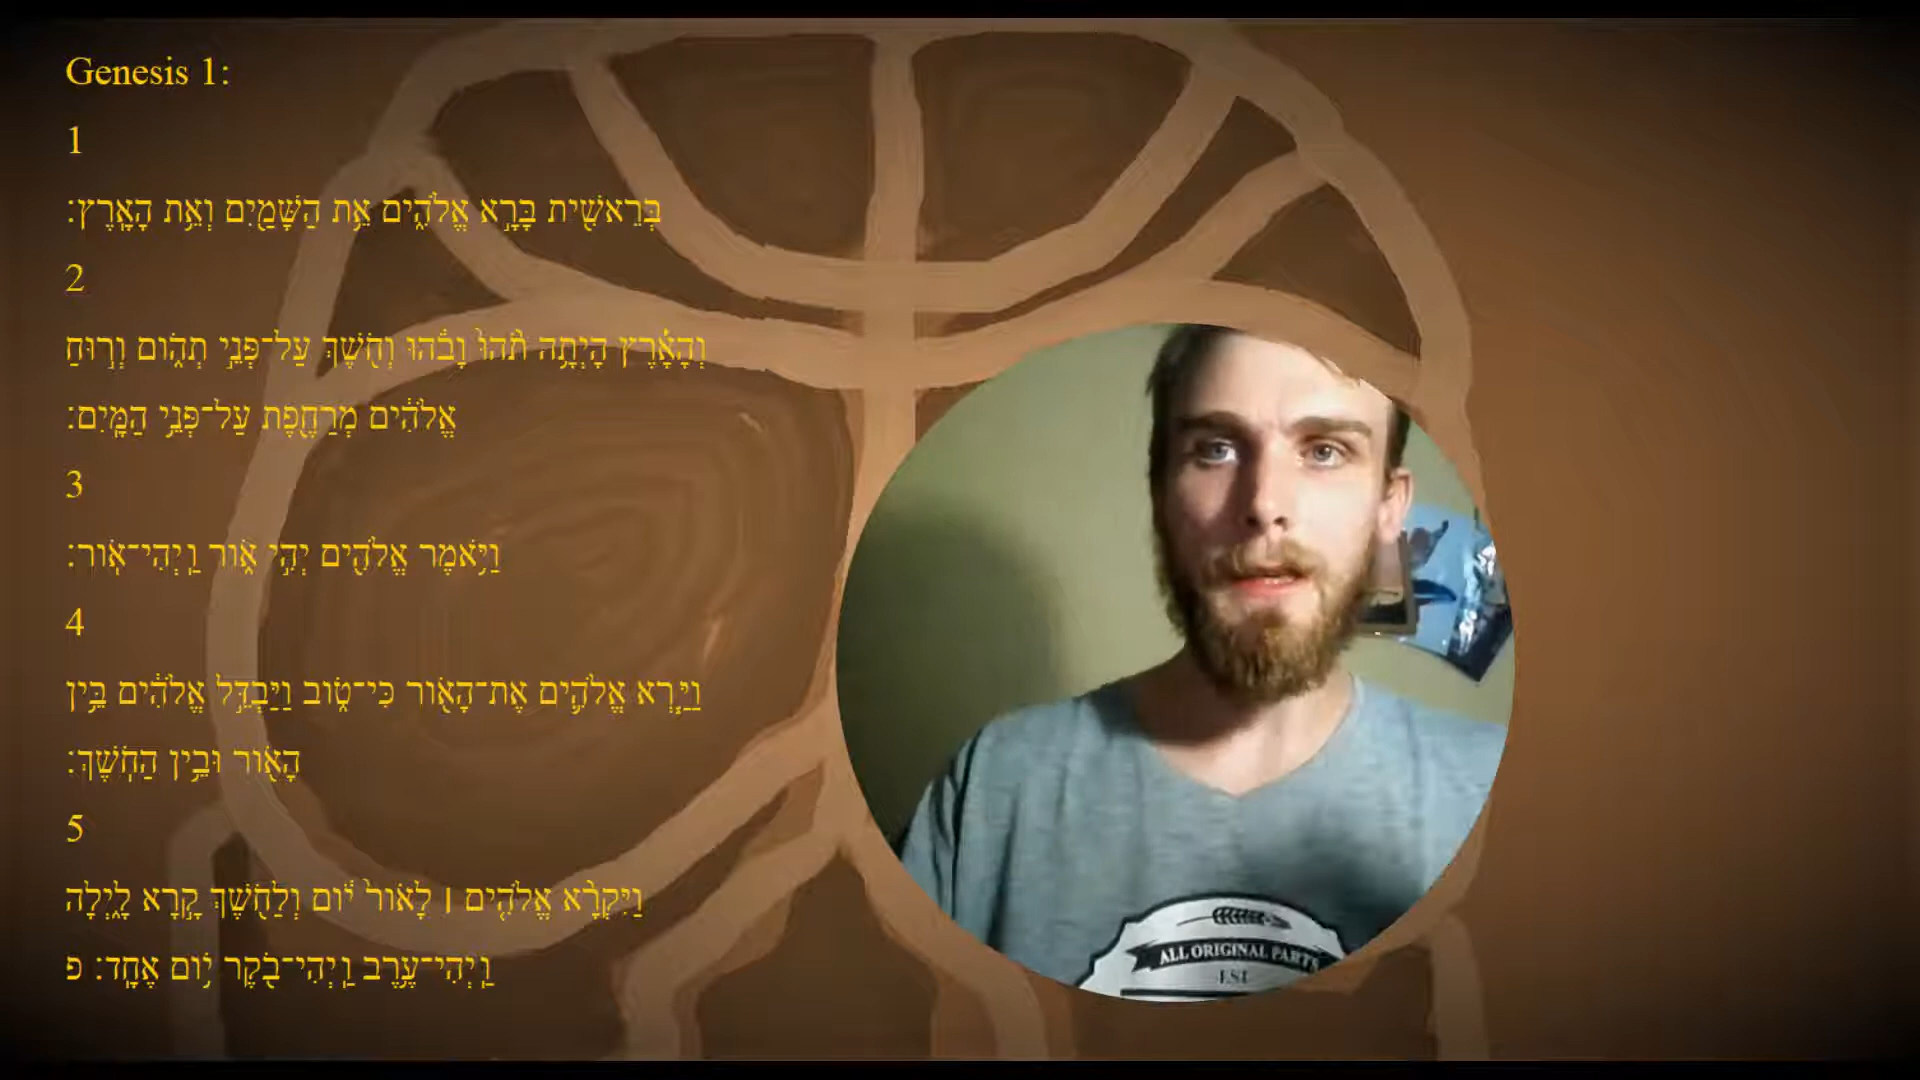 Genesis 1:
1
בְּרֵאשִׁ֖ית בָּרָ֣א אֱלֹהִ֑ים אֵ֥ת הַשָּׁמַ֖יִם וְאֵ֥ת הָאָֽרֶץ׃
2
וְהָאָ֗רֶץ הָיְתָ֥ה תֹ֙הוּ֙ וָבֹ֔הוּ וְחֹ֖שֶׁךְ עַל־פְּנֵ֣י תְה֑וֹם וְר֣וּחַ
אֱלֹהִ֔ים מְרַחֶ֖פֶת עַל־פְּנֵ֥י הַמָּֽיִם׃
3
וַיֹּ֥אמֶר אֱלֹהִ֖ים יְהִ֣י א֑וֹר וַֽיְהִי־אֽוֹר׃
4
וַיַּ֧רְא אֱלֹהִ֛ים אֶת־הָא֖וֹר כִּי־ט֑וֹב וַיַּבְדֵּ֣ל אֱלֹהִ֔ים בֵּ֥ין
הָא֖וֹר וּבֵ֥ין הַחֹֽשֶׁךְ׃
5
וַיִּקְרָ֨א אֱלֹהִ֤ים ׀ לָאוֹר֙ י֔וֹם וְלַחֹ֖שֶׁךְ קָ֣רָא לָ֑יְלָה
וַֽיְהִי־עֶ֥רֶב וַֽיְהִי־בֹ֖קֶר י֥וֹם אֶחָֽד׃ פ
ALL ORIGINAL PARTS
EST